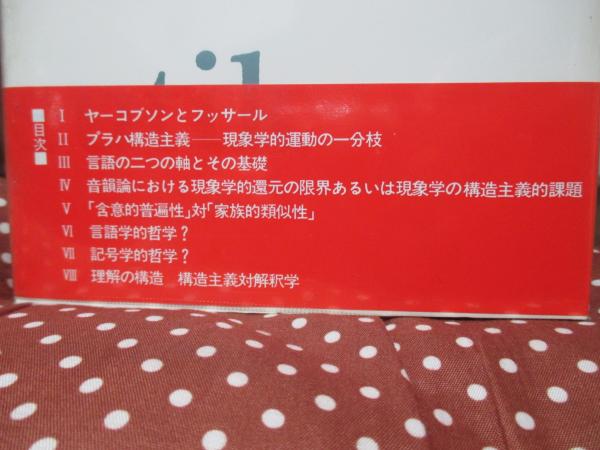 ■目次■
I ヤーコブソンとフッサール
II プラハ構造主義——現象学的運動の一分枝
III 言語の二つの軸とその基礎
IV 音韻論における現象学的還元の限界あるいは現象学の構造主義的課題
V 「含意的普遍性」対「家族的類似性」
VI 言語学的哲学？
VII 記号学的哲学？
VIII 理解の構造 構造主義対解釈学